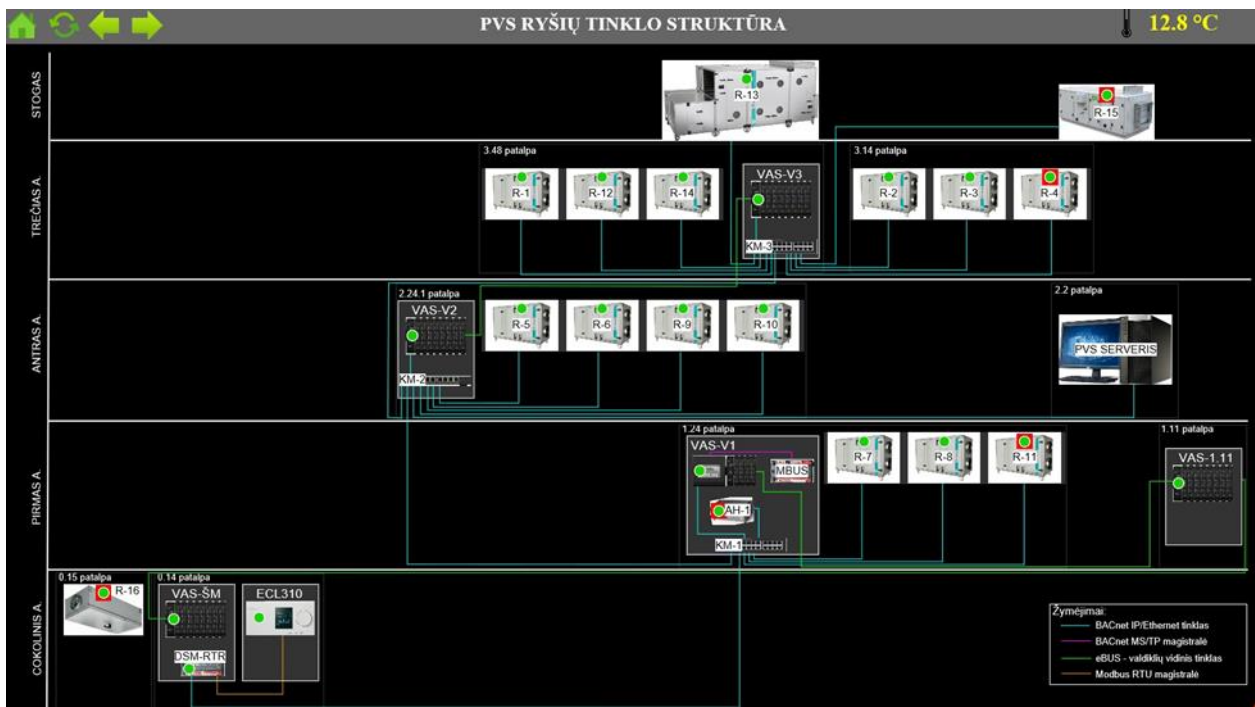 PVS RYŠIŲ TINKLO STRUKTŪRA
12.8 °C
STOGAS
R-13
R-15
TREČIAS A.
3.48 patalpa
R-1
R-12
R-14
VAS-V3
KM-3
3.14 patalpa
R-2
R-3
R-4
ANTRAS A.
2.24.1 patalpa
VAS-V2
KM-2
R-5
R-6
R-9
R-10
2.2 patalpa
PVS SERVERIS
PIRMAS A.
1.24 patalpa
VAS-V1
MBUS
AH-1
KM-1
R-7
R-8
R-11
1.11 patalpa
VAS-1.11
COKOLINIS A.
0.15 patalpa
R-16
0.14 patalpa
VAS-ŠM
DSM-RTR
ECL310
Žymėjimai:
BACnet IP/Ethernet tinklas
BACnet MS/TP magistralė
eBUS - valdiklių vidinis tinklas
Modbus RTU magistralė